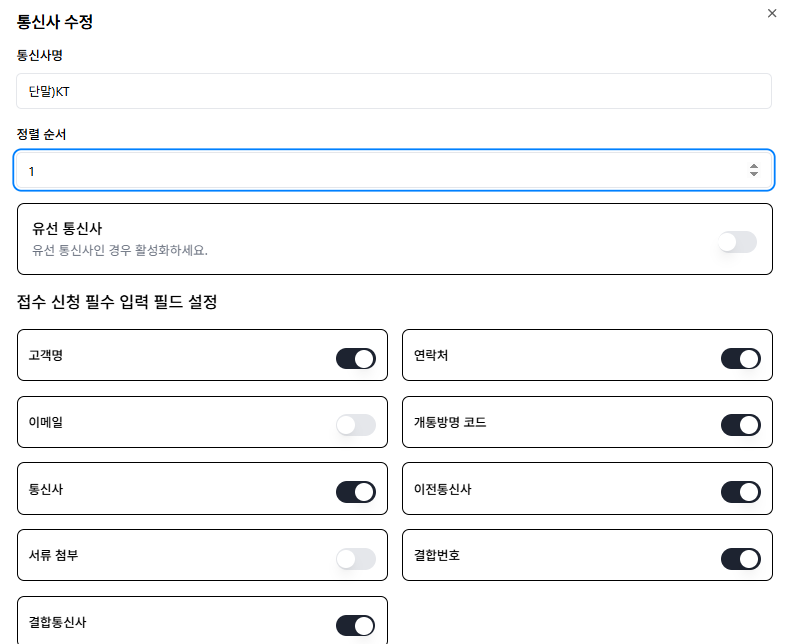 통신사 수정
통신사명
단말)KT
정렬 순서
1
유선 통신사
유선 통신사인 경우 활성화하세요.
접수 신청 필수 입력 필드 설정
고객명
연락처
이메일
개통방명 코드
통신사
이전통신사
서류 첨부
결합번호
결합통신사